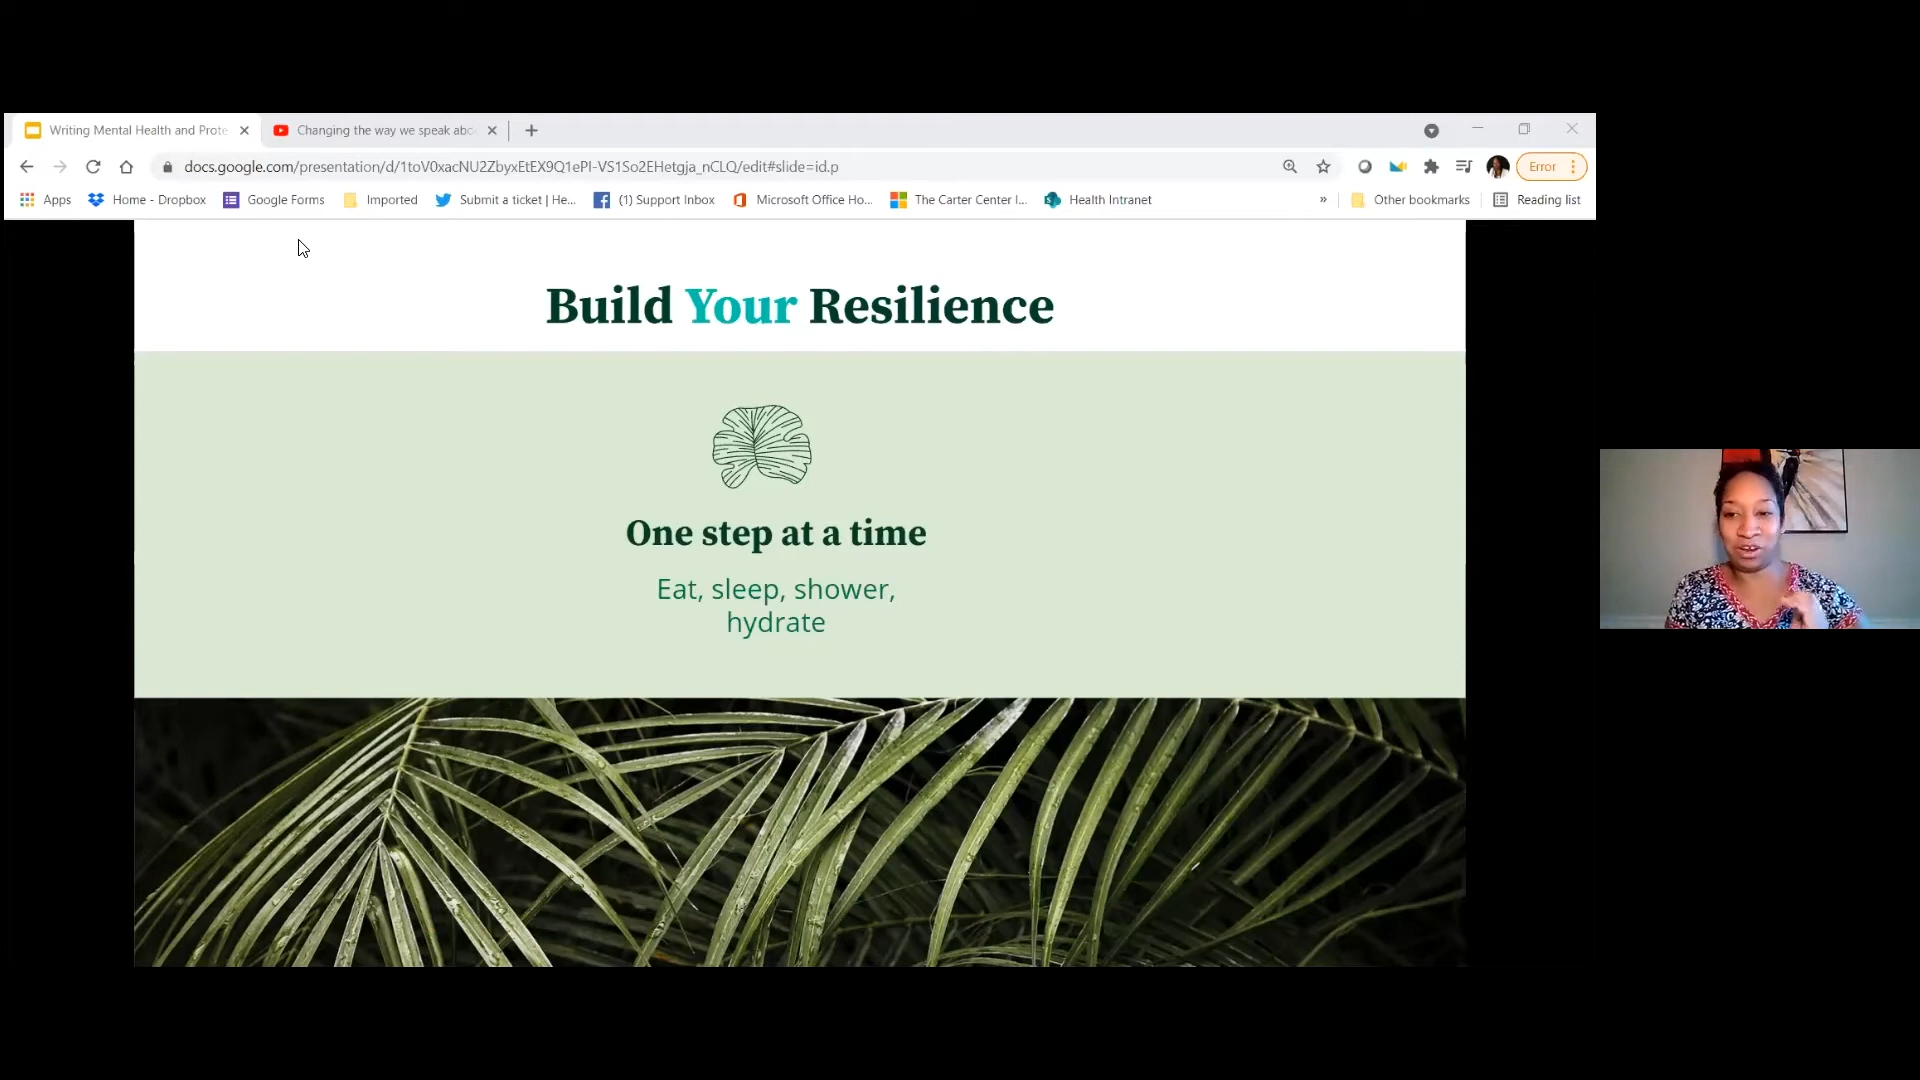 Writing Mental Health and Prote
Changing the way we speak abo
docs.google.com/presentation/d/1toV0xacNU2ZbyxEtEX9Q1ePI-VS1So2EHetgja_nCLQ/edit#slide=id.p
Error
Apps
Home - Dropbox
Google Forms
Imported
Submit a ticket | He...
(1) Support Inbox
Microsoft Office Ho...
The Carter Center I...
Health Intranet
»
Other bookmarks
Reading list
Build Your Resilience
One step at a time
Eat, sleep, shower,
hydrate